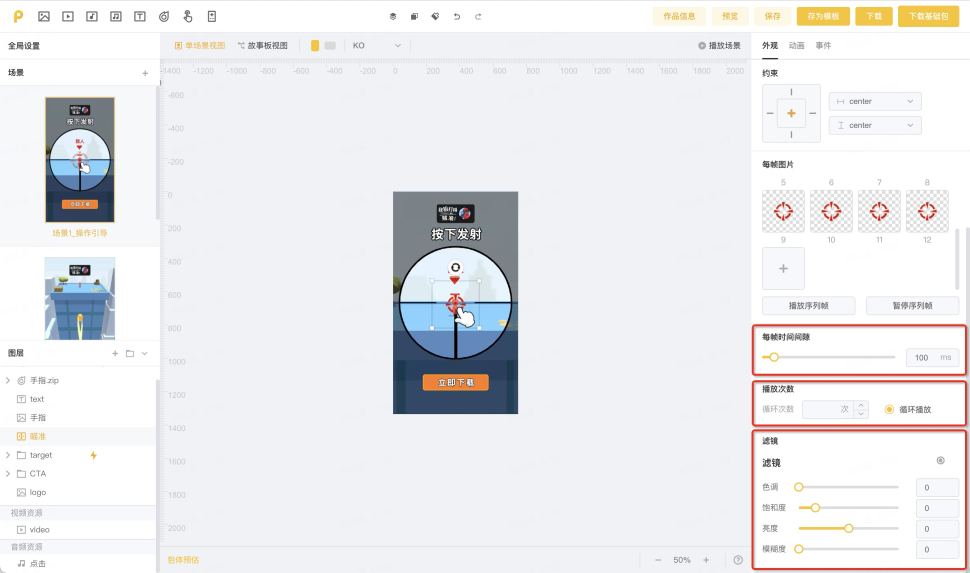 作品信息 预览 保存 存为模板 下载 下载基础包
全局设置
单场景视图 故事板视图 KO 播放场景
外观 动画 事件
场景
-1400 -1200 -1000 -800 -600 -400 -200 0 200 400 600 800 1000 1200 1400 1600 1800 2000
-600
-400
-200
0
200
400
600
800
1000
1200
1400
1600
1800
2000
按下发射
敌人
立即下载
场景1_操作引导
按下发射
立即下载
图层
手指.zip
text
手指
瞄准
target
CTA
logo
视频资源
video
音频资源
点击
包体预估
50%
约束
center
center
每帧图片
5 6 7 8
9 10 11 12
播放序列帧 暂停序列帧
每帧时间间隙
100 ms
播放次数
循环次数 次 循环播放
滤镜
滤镜
色调 0
饱和度 0
亮度 0
模糊度 0